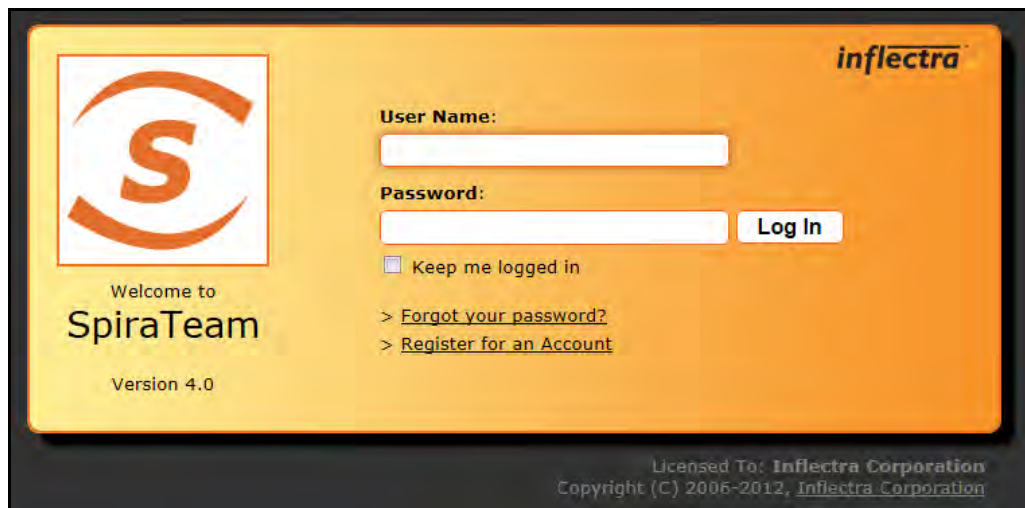 inflectra
S
User Name:
Password:
Log In
Keep me logged in
Welcome to
SpiraTeam
> Forgot your password?
> Register for an Account
Version 4.0
Licensed To: Inflectra Corporation
Copyright (C) 2006-2012, Inflectra Corporation